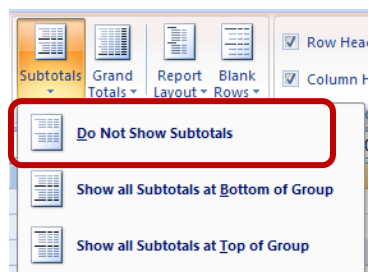 Subtotals Grand Totals Report Layout Blank Rows
Row Hea
Column H
Do Not Show Subtotals
Show all Subtotals at Bottom of Group
Show all Subtotals at Top of Group